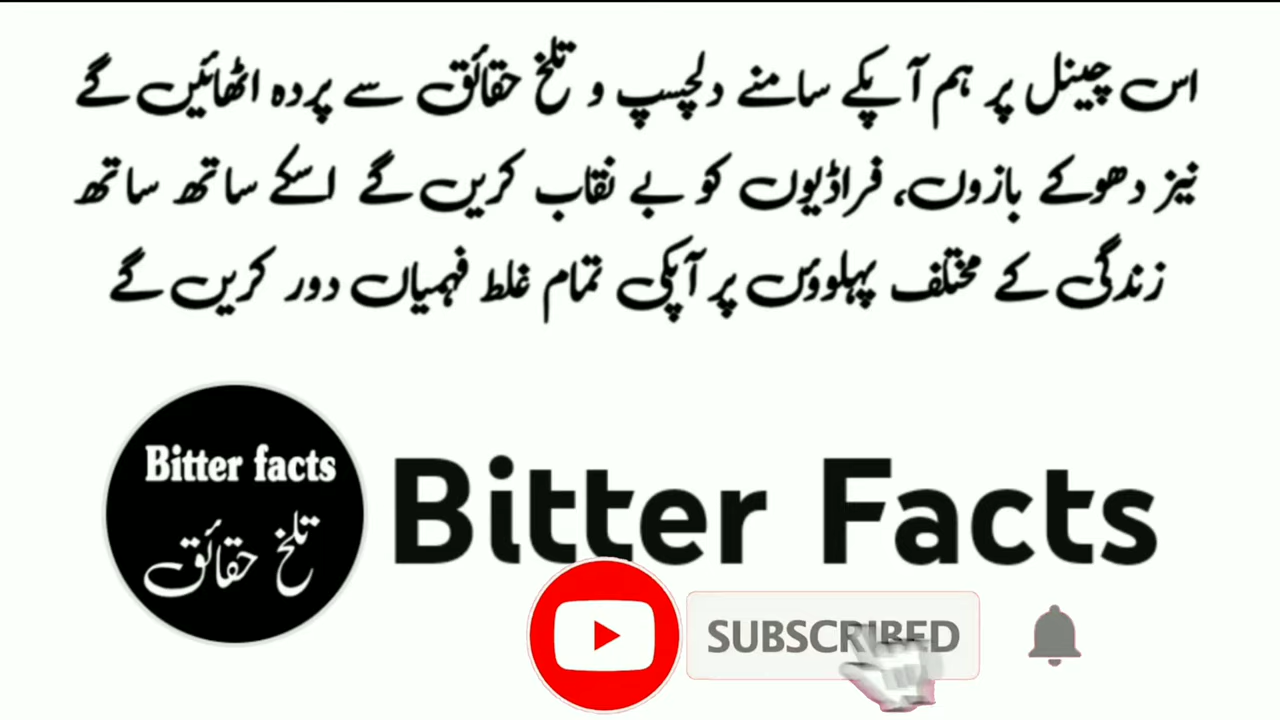 اس چینل پر ہم آپکے سامنے دلچسپ و تلخ حقائق سے پردہ اٹھائیں گے
نیز دھوکے بازوں، فراڈیوں کو بے نقاب کریں گے اسکے ساتھ ساتھ
زندگی کے مختلف پہلووٴں پر آپکی تمام غلط فہمیاں دور کریں گے
Bitter facts
تلخ حقائق
Bitter Facts
SUBSCRIBED